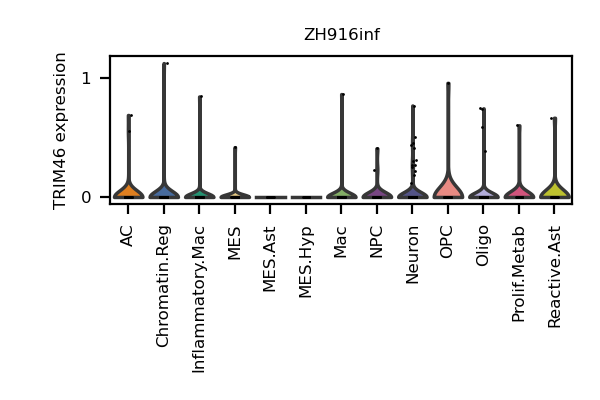 ZH916inf
TRIM46 expression
1
0
AC
Chromatin.Reg
Inflammatory.Mac
MES
MES.Ast
MES.Hyp
Mac
NPC
Neuron
OPC
Oligo
Prolif.Metab
Reactive.Ast